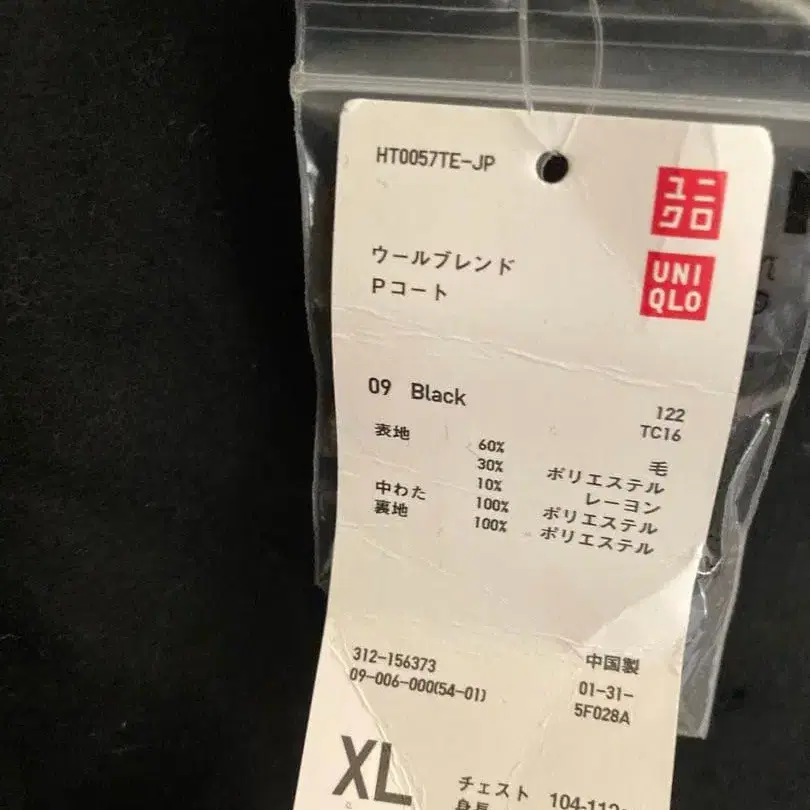 HT0057TE-JP
ユニ
クロ
UNI
QLO
ウールブレンド
Pコート
09 Black
122
TC16
表地 60% 毛
30% ポリエステル
10% レーヨン
中わた 100% ポリエステル
裏地 100% ポリエステル
312-156373
09-006-000(54-01)
中国製
01-31-
5F028A
XL
チェスト 104-112
身長